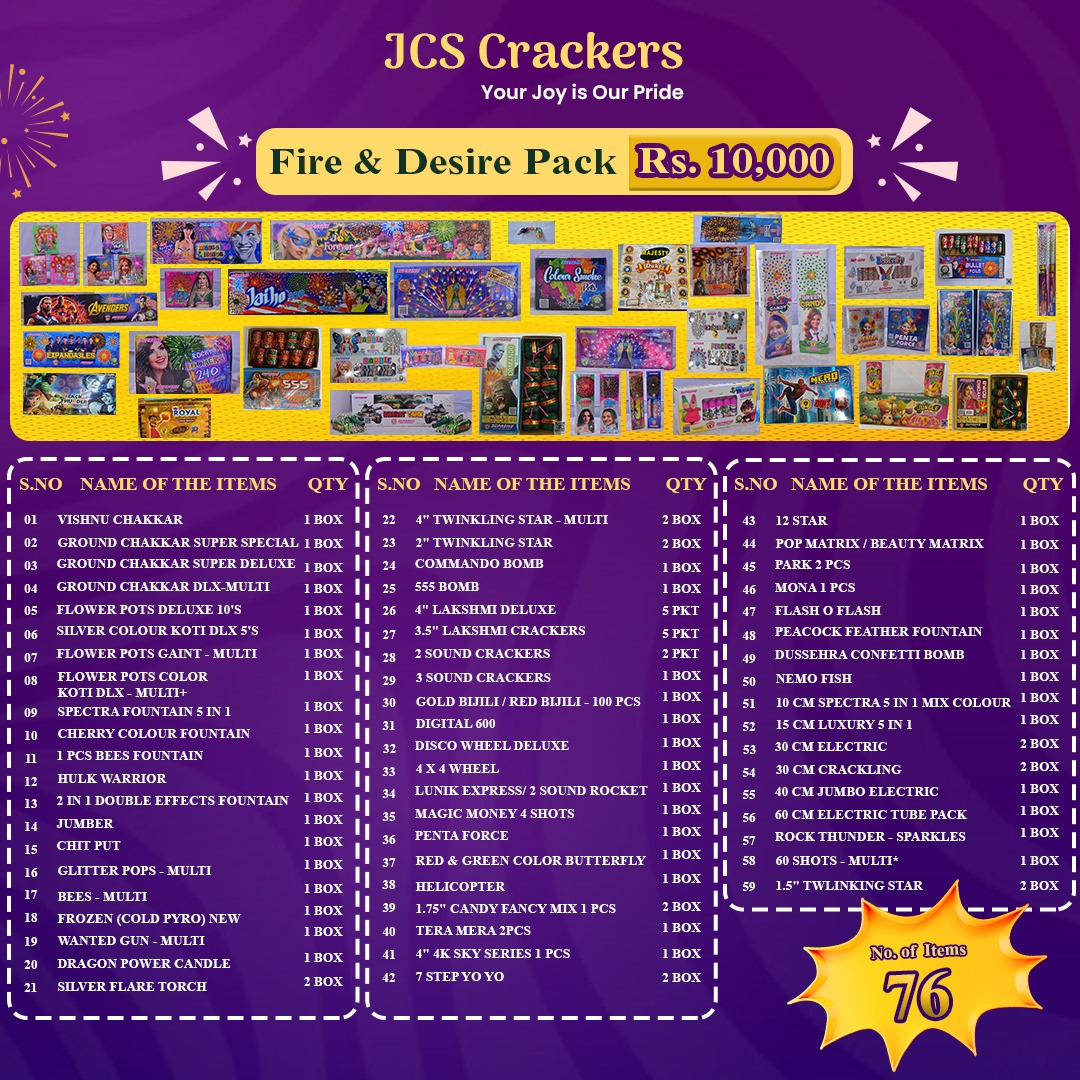 JCS Crackers
Your Joy is Our Pride
Fire & Desire Pack Rs. 10,000
Forever
AVENGERS
Colour Smoke
MAJESTY
GREEN CANDY
BULLET
PENTA FORCE
240
555
ROYAL
S.NO NAME OF THE ITEMS QTY
01 VISHNU CHAKKAR 1 BOX
02 GROUND CHAKKAR SUPER SPECIAL 1 BOX
03 GROUND CHAKKAR SUPER DELUXE 1 BOX
04 GROUND CHAKKAR DLX-MULTI 1 BOX
05 FLOWER POTS DELUXE 10'S 1 BOX
06 SILVER COLOUR KOTI DLX 5'S 1 BOX
07 FLOWER POTS GAINT - MULTI 1 BOX
08 FLOWER POTS COLOR 1 BOX
KOTI DLX - MULTI+
09 SPECTRA FOUNTAIN 5 IN 1 1 BOX
10 CHERRY COLOUR FOUNTAIN 1 BOX
11 1 PCS BEES FOUNTAIN 1 BOX
12 HULK WARRIOR 1 BOX
13 2 IN 1 DOUBLE EFFECTS FOUNTAIN 1 BOX
14 JUMBER 1 BOX
15 CHIT PUT 1 BOX
16 GLITTER POPS - MULTI 1 BOX
17 BEES - MULTI 1 BOX
18 FROZEN (COLD PYRO) NEW 1 BOX
19 WANTED GUN - MULTI 1 BOX
20 DRAGON POWER CANDLE 1 BOX
21 SILVER FLARE TORCH 2 BOX
S.NO NAME OF THE ITEMS QTY
22 4" TWINKLING STAR - MULTI 2 BOX
23 2" TWINKLING STAR 2 BOX
24 COMMANDO BOMB 1 BOX
25 555 BOMB 1 BOX
26 4" LAKSHMI DELUXE 5 PKT
27 3.5" LAKSHMI CRACKERS 5 PKT
28 2 SOUND CRACKERS 2 PKT
29 3 SOUND CRACKERS 1 BOX
30 GOLD BIJILI / RED BIJILI - 100 PCS 1 BOX
31 DIGITAL 600 1 BOX
32 DISCO WHEEL DELUXE 1 BOX
33 4 X 4 WHEEL 1 BOX
34 LUNIK EXPRESS/ 2 SOUND ROCKET 1 BOX
35 MAGIC MONEY 4 SHOTS 1 BOX
36 PENTA FORCE 1 BOX
37 RED & GREEN COLOR BUTTERFLY 1 BOX
38 HELICOPTER 1 BOX
39 1.75" CANDY FANCY MIX 1 PCS 2 BOX
40 TERA MERA 2PCS 1 BOX
41 4" 4K SKY SERIES 1 PCS 1 BOX
42 7 STEP YO YO 2 BOX
S.NO NAME OF THE ITEMS QTY
43 12 STAR 1 BOX
44 POP MATRIX / BEAUTY MATRIX 1 BOX
45 PARK 2 PCS 1 BOX
46 MONA 1 PCS 1 BOX
47 FLASH O FLASH 1 BOX
48 PEACOCK FEATHER FOUNTAIN 1 BOX
49 DUSSEHRA CONFETTI BOMB 1 BOX
50 NEMO FISH 1 BOX
51 10 CM SPECTRA 5 IN 1 MIX COLOUR 1 BOX
52 15 CM LUXURY 5 IN 1 1 BOX
53 30 CM ELECTRIC 2 BOX
54 30 CM CRACKLING 2 BOX
55 40 CM JUMBO ELECTRIC 1 BOX
56 60 CM ELECTRIC TUBE PACK 1 BOX
57 ROCK THUNDER - SPARKLES 1 BOX
58 60 SHOTS - MULTI* 1 BOX
59 1.5" TWLINKING STAR 2 BOX
No. of Items
76